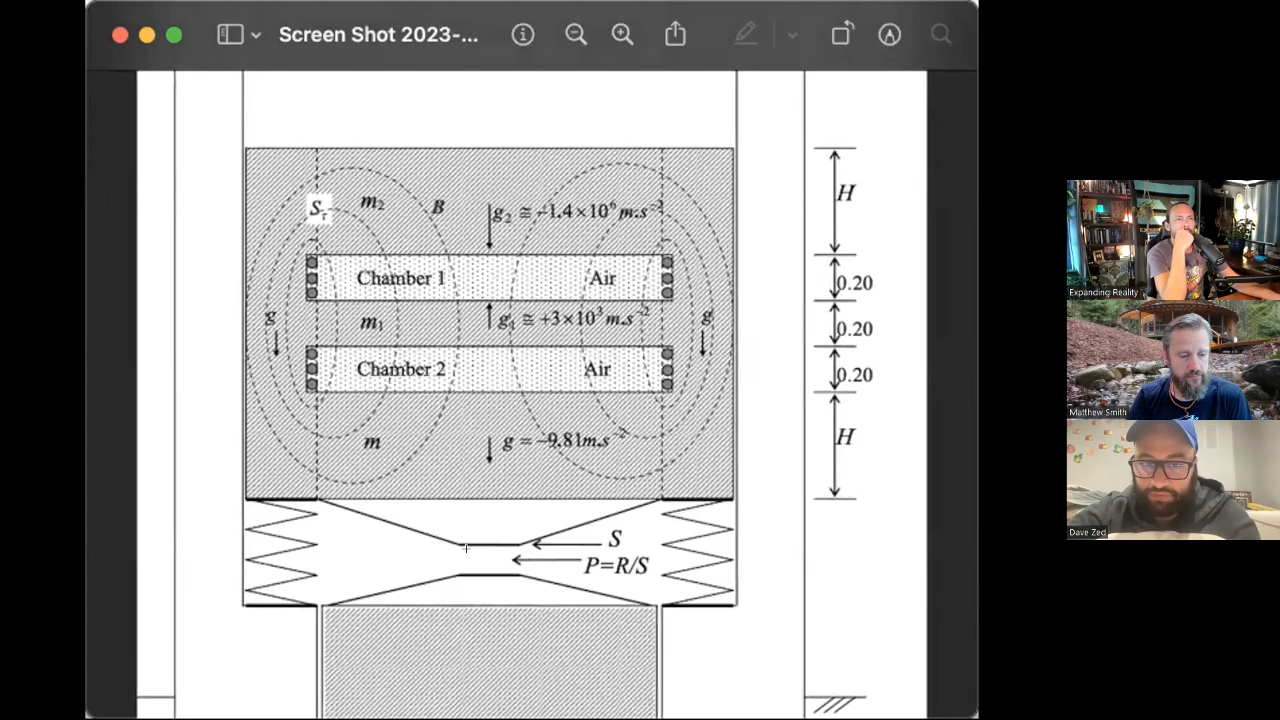 Screen Shot 2023-...
H
m₂
B
Sᵣ
g₂ ≅ −1.4×10⁶ m.s⁻²
Chamber 1 Air
0.20
g
m₁
g₁ ≅ +3×10³ m.s⁻²
g
0.20
Chamber 2 Air
0.20
m
g = −9.81m.s⁻²
H
S
P=R/S
Expanding Reality
Matthew Smith
Dave Zed